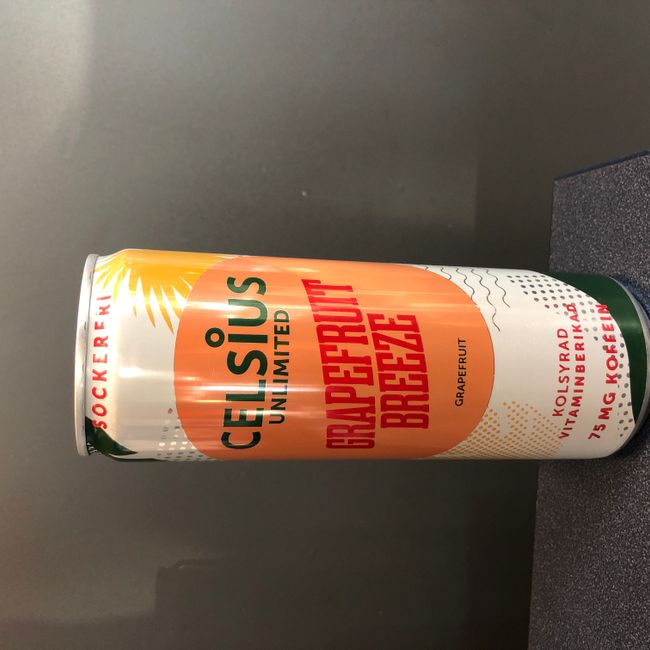 SOCKERFRI
CELSIUS
UNLIMITED
GRAPEFRUIT
BREEZE
GRAPEFRUIT
KOLSYRAD
VITAMINBERIKAD
75 MG KOFFEIN